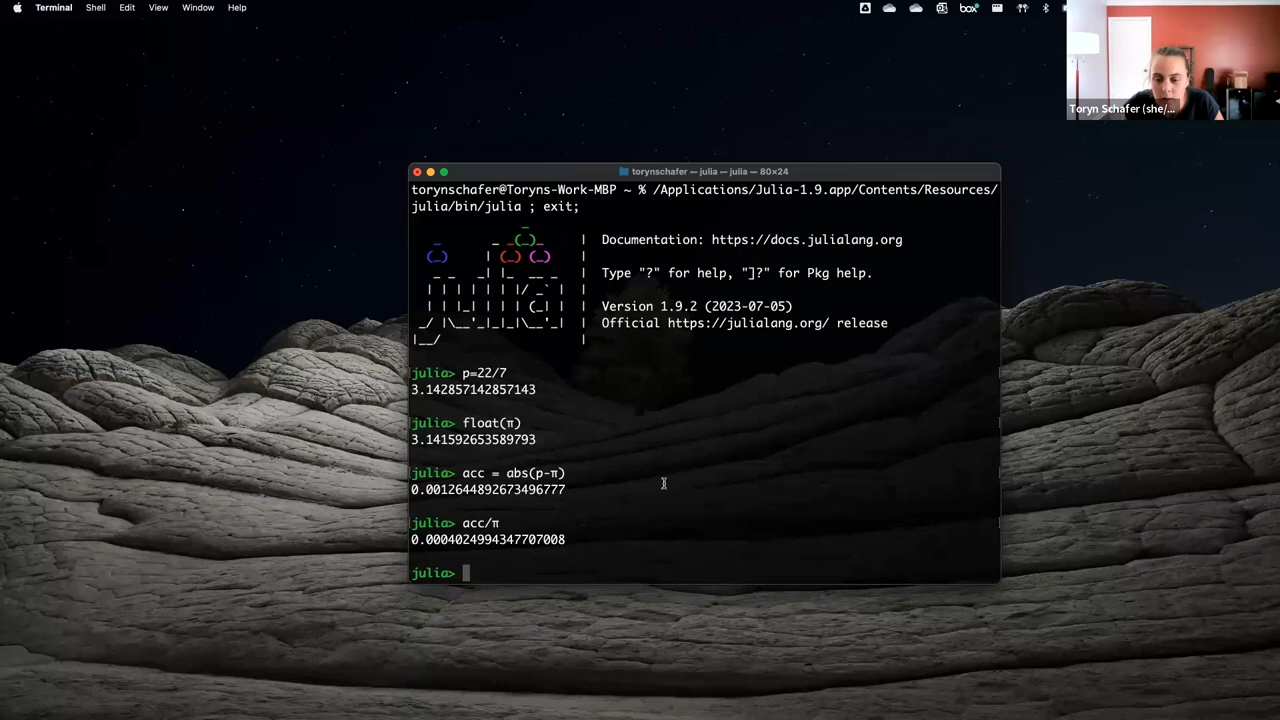 Terminal Shell Edit View Window Help
box
Toryn Schafer (she/...
torynschafer — julia — julia — 80×24
torynschafer@Toryns-Work-MBP ~ % /Applications/Julia-1.9.app/Contents/Resources/
julia/bin/julia ; exit;
Documentation: https://docs.julialang.org
Type "?" for help, "]?" for Pkg help.
Version 1.9.2 (2023-07-05)
Official https://julialang.org/ release
julia> p=22/7
3.142857142857143
julia> float(π)
3.141592653589793
julia> acc = abs(p-π)
0.0012644892673496777
julia> acc/π
0.0004024994347707008
julia>